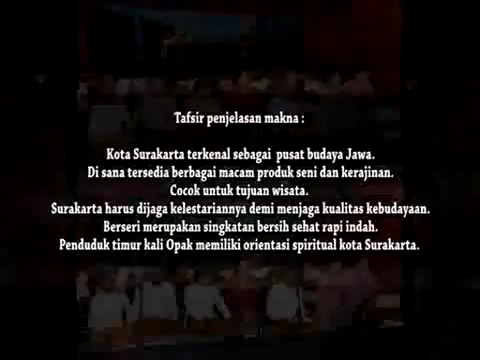 Tafsir penjelasan makna :
Kota Surakarta terkenal sebagai pusat budaya Jawa.
Di sana tersedia berbagai macam produk seni dan kerajinan.
Cocok untuk tujuan wisata.
Surakarta harus dijaga kelestariannya demi menjaga kualitas kebudayaan.
Berseri merupakan singkatan bersih sehat rapi indah.
Penduduk timur kali Opak memiliki orientasi spiritual kota Surakarta.